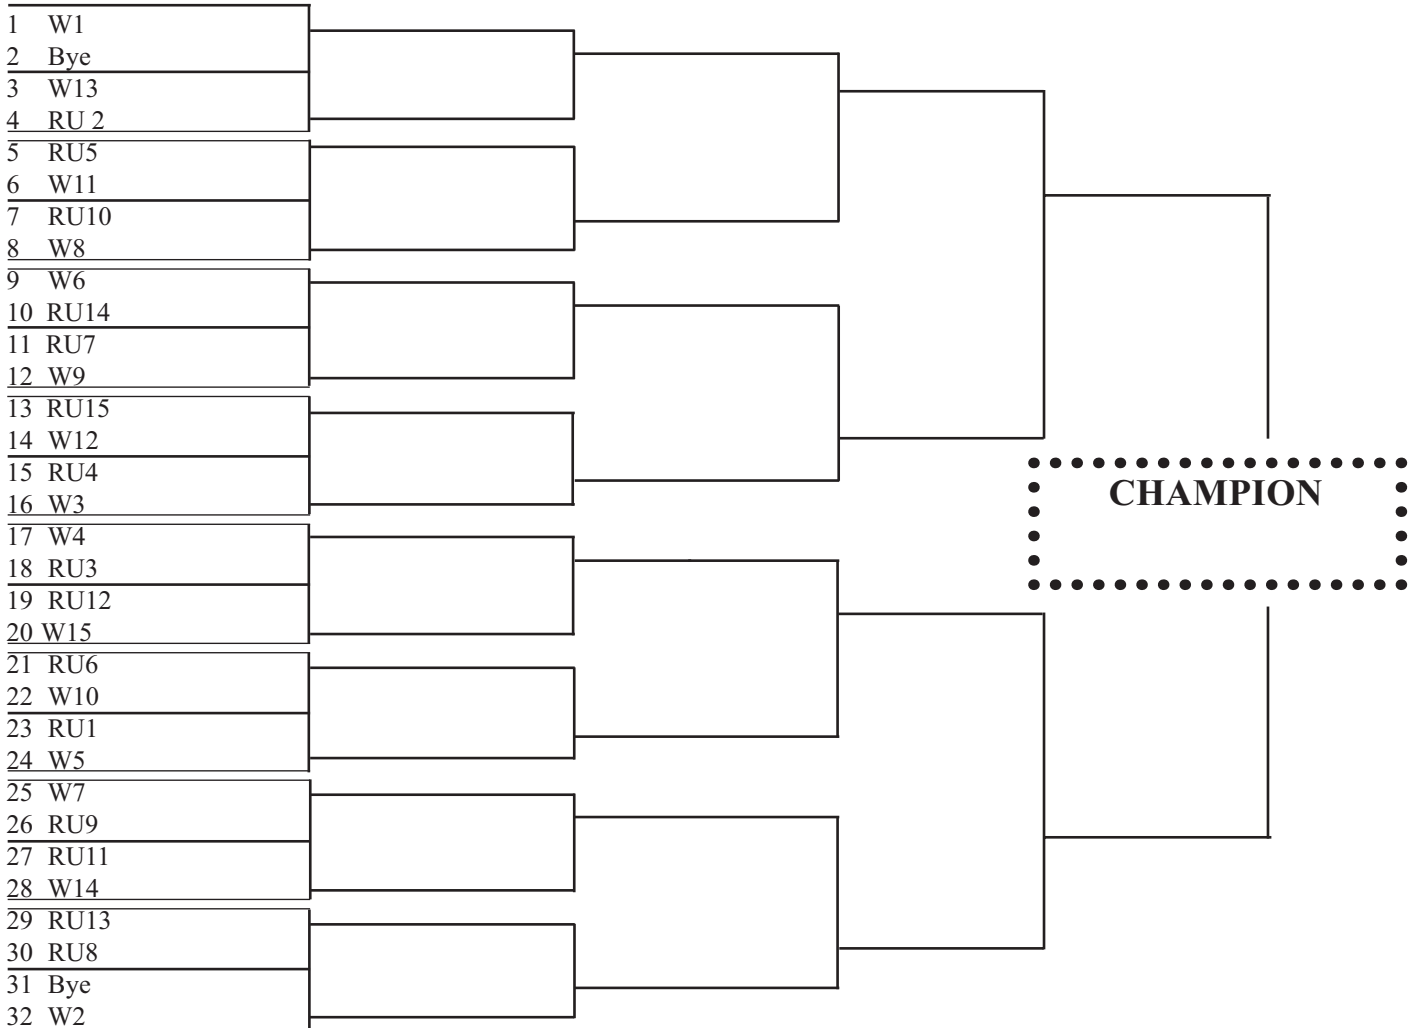 1 W1
2 Bye
3 W13
4 RU 2
5 RU5
6 W11
7 RU10
8 W8
9 W6
10 RU14
11 RU7
12 W9
13 RU15
14 W12
15 RU4
16 W3
17 W4
18 RU3
19 RU12
20 W15
21 RU6
22 W10
23 RU1
24 W5
25 W7
26 RU9
27 RU11
28 W14
29 RU13
30 RU8
31 Bye
32 W2
CHAMPION